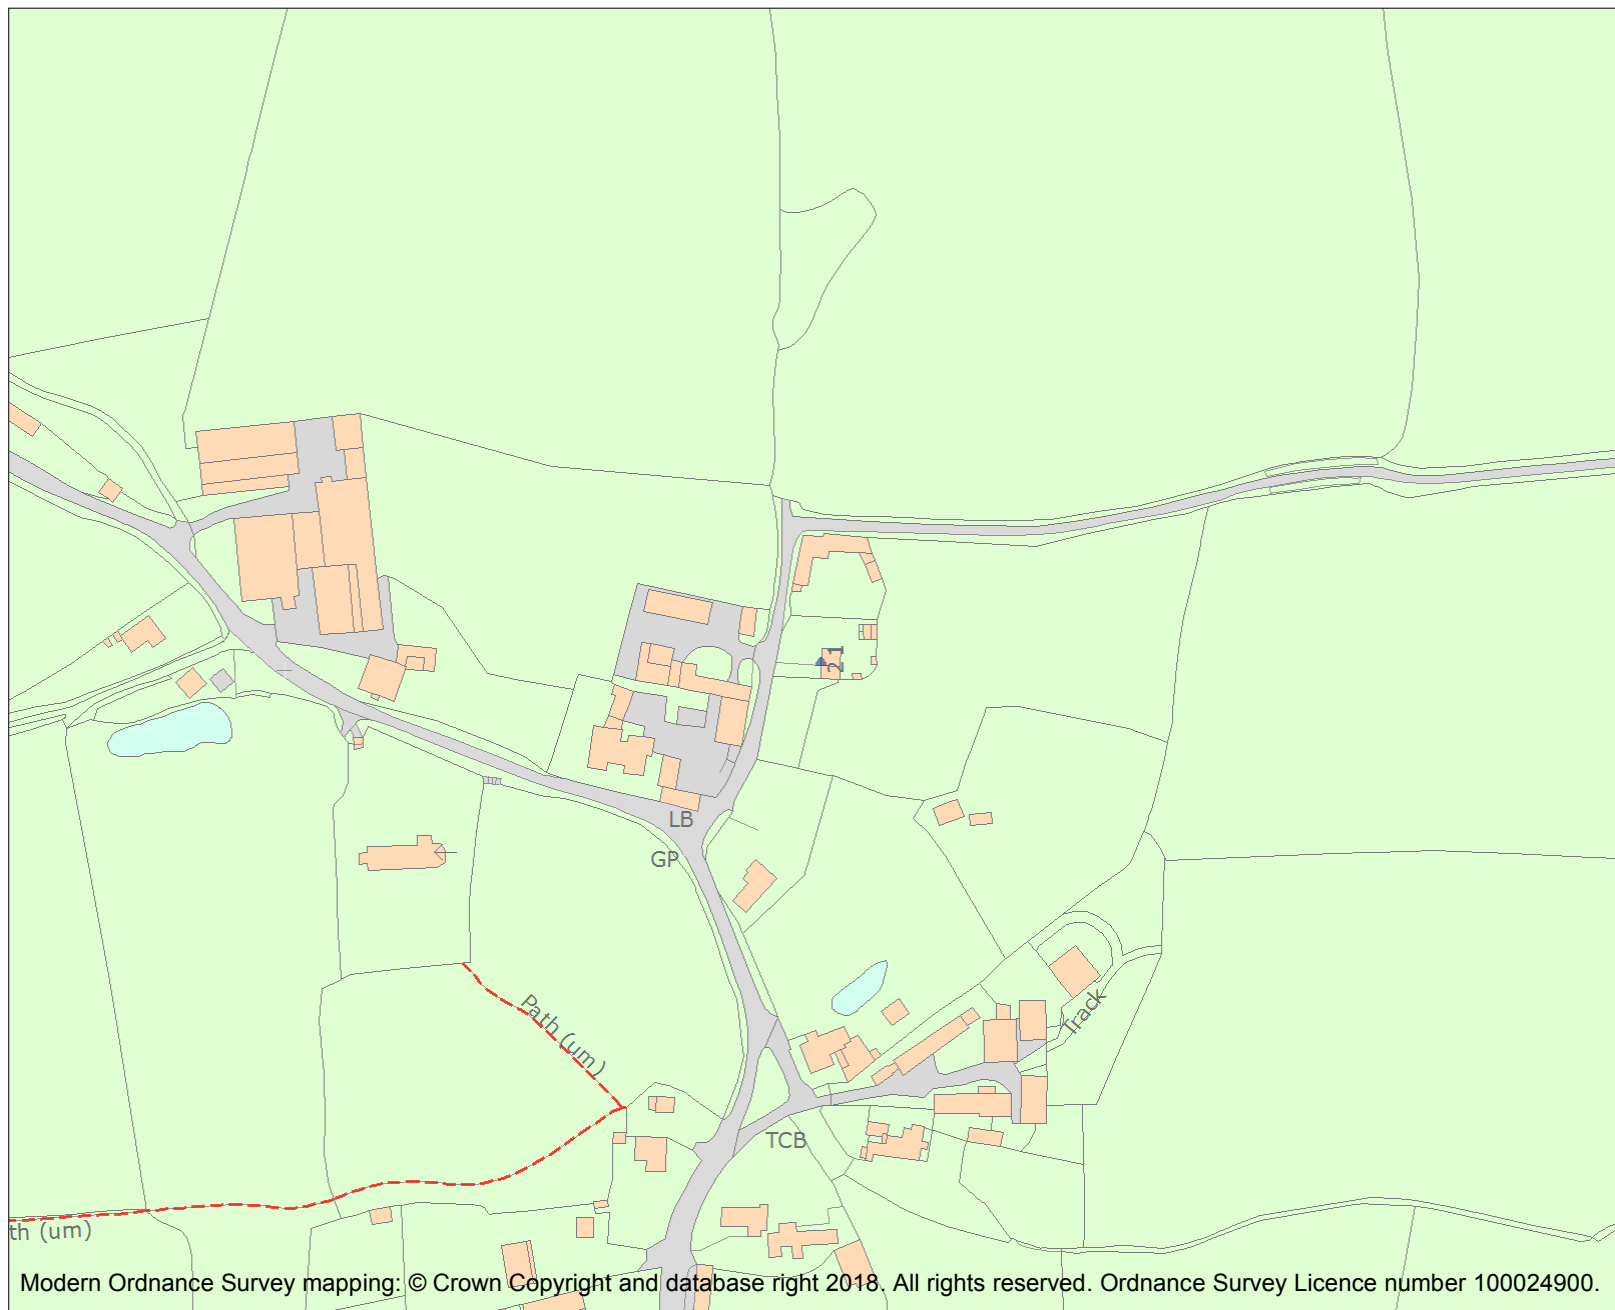 21
LB
GP
Path (um)
Track
TCB
th (um)
Modern Ordnance Survey mapping: © Crown Copyright and database right 2018. All rights reserved. Ordnance Survey Licence number 100024900.